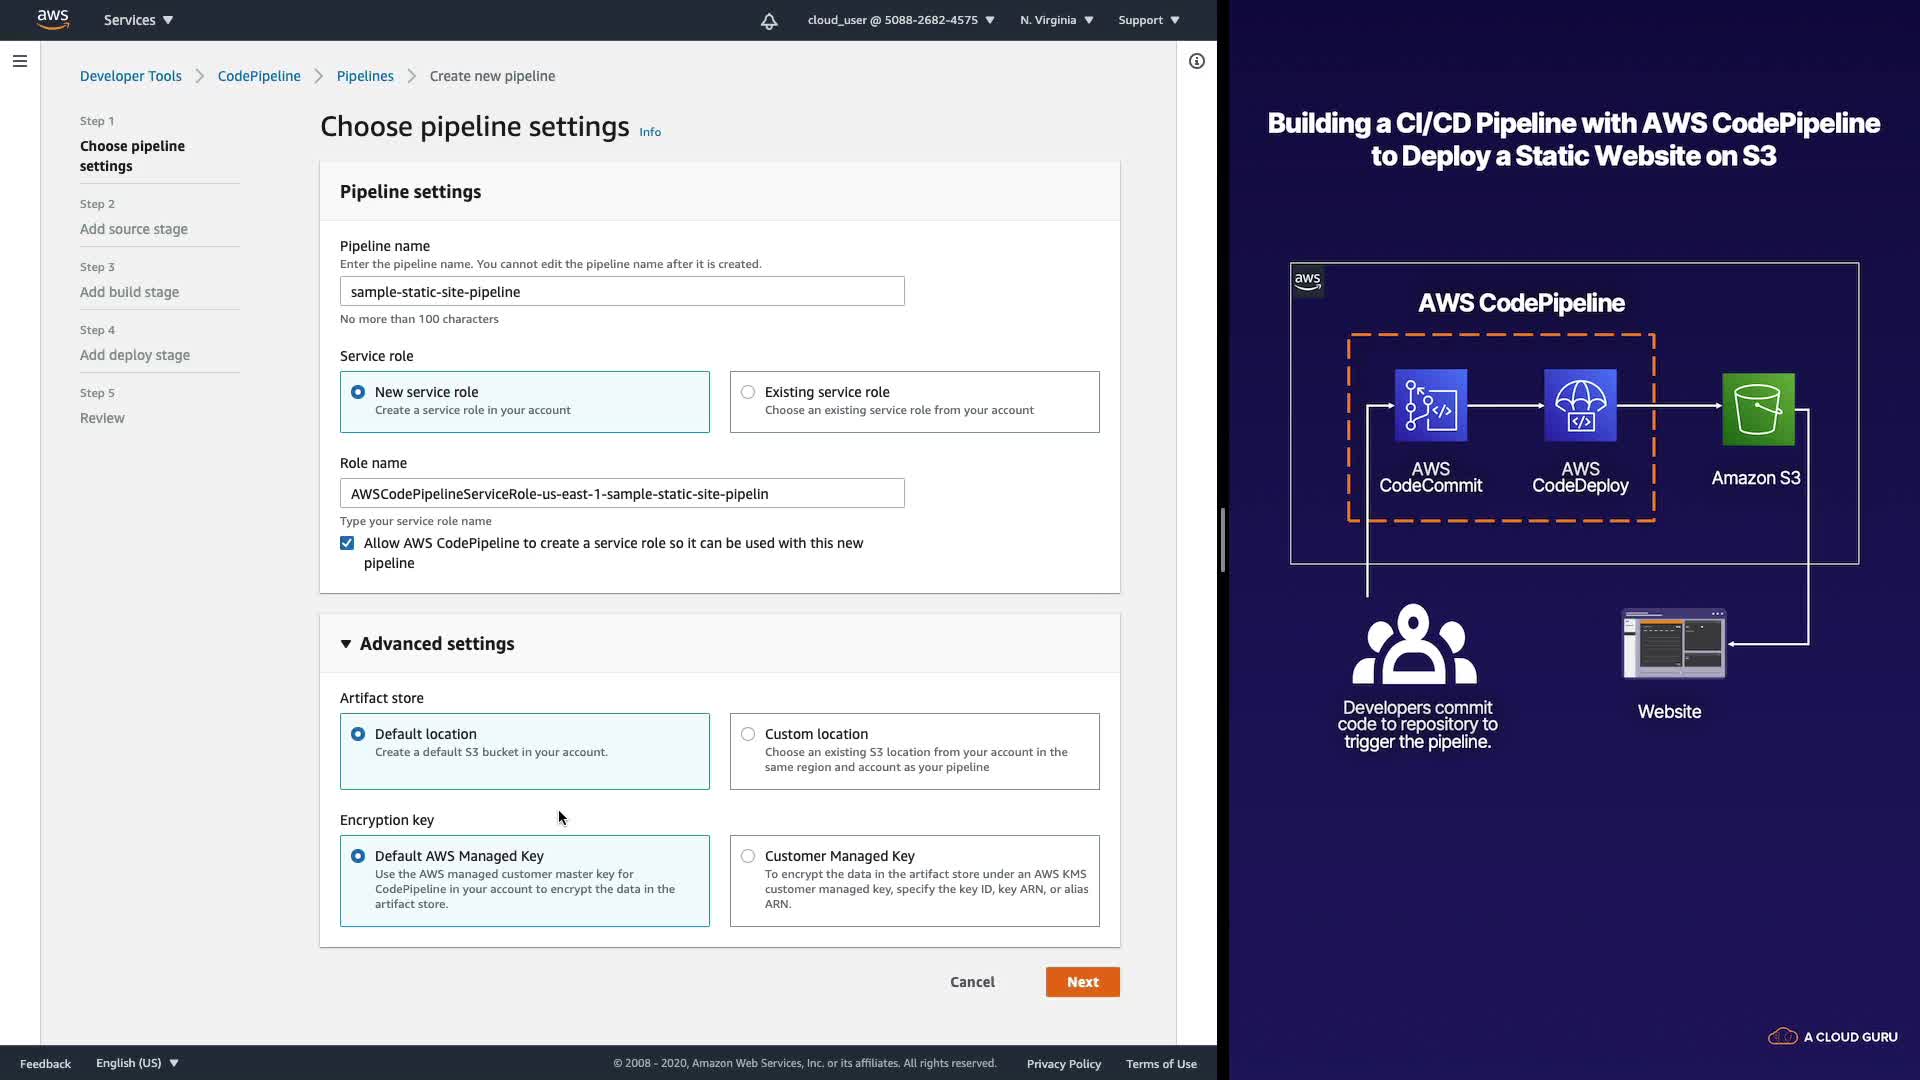 aws
Services
cloud_user @ 5088-2682-4575
N. Virginia
Support
Developer Tools
CodePipeline
Pipelines
Create new pipeline
Step 1
Choose pipeline
settings
Step 2
Add source stage
Step 3
Add build stage
Step 4
Add deploy stage
Step 5
Review
Choose pipeline settings Info
Pipeline settings
Pipeline name
Enter the pipeline name. You cannot edit the pipeline name after it is created.
sample-static-site-pipeline
No more than 100 characters
Service role
New service role
Create a service role in your account
Existing service role
Choose an existing service role from your account
Role name
AWSCodePipelineServiceRole-us-east-1-sample-static-site-pipelin
Type your service role name
Allow AWS CodePipeline to create a service role so it can be used with this new
pipeline
Advanced settings
Artifact store
Default location
Create a default S3 bucket in your account.
Custom location
Choose an existing S3 location from your account in the
same region and account as your pipeline
Encryption key
Default AWS Managed Key
Use the AWS managed customer master key for
CodePipeline in your account to encrypt the data in the
artifact store.
Customer Managed Key
To encrypt the data in the artifact store under an AWS KMS
customer managed key, specify the key ID, key ARN, or alias
ARN.
Cancel
Next
Feedback
English (US)
© 2008 - 2020, Amazon Web Services, Inc. or its affiliates. All rights reserved.
Privacy Policy
Terms of Use
Building a CI/CD Pipeline with AWS CodePipeline
to Deploy a Static Website on S3
aws
AWS CodePipeline
AWS
CodeCommit
AWS
CodeDeploy
Amazon S3
Developers commit
code to repository to
trigger the pipeline.
Website
A CLOUD GURU